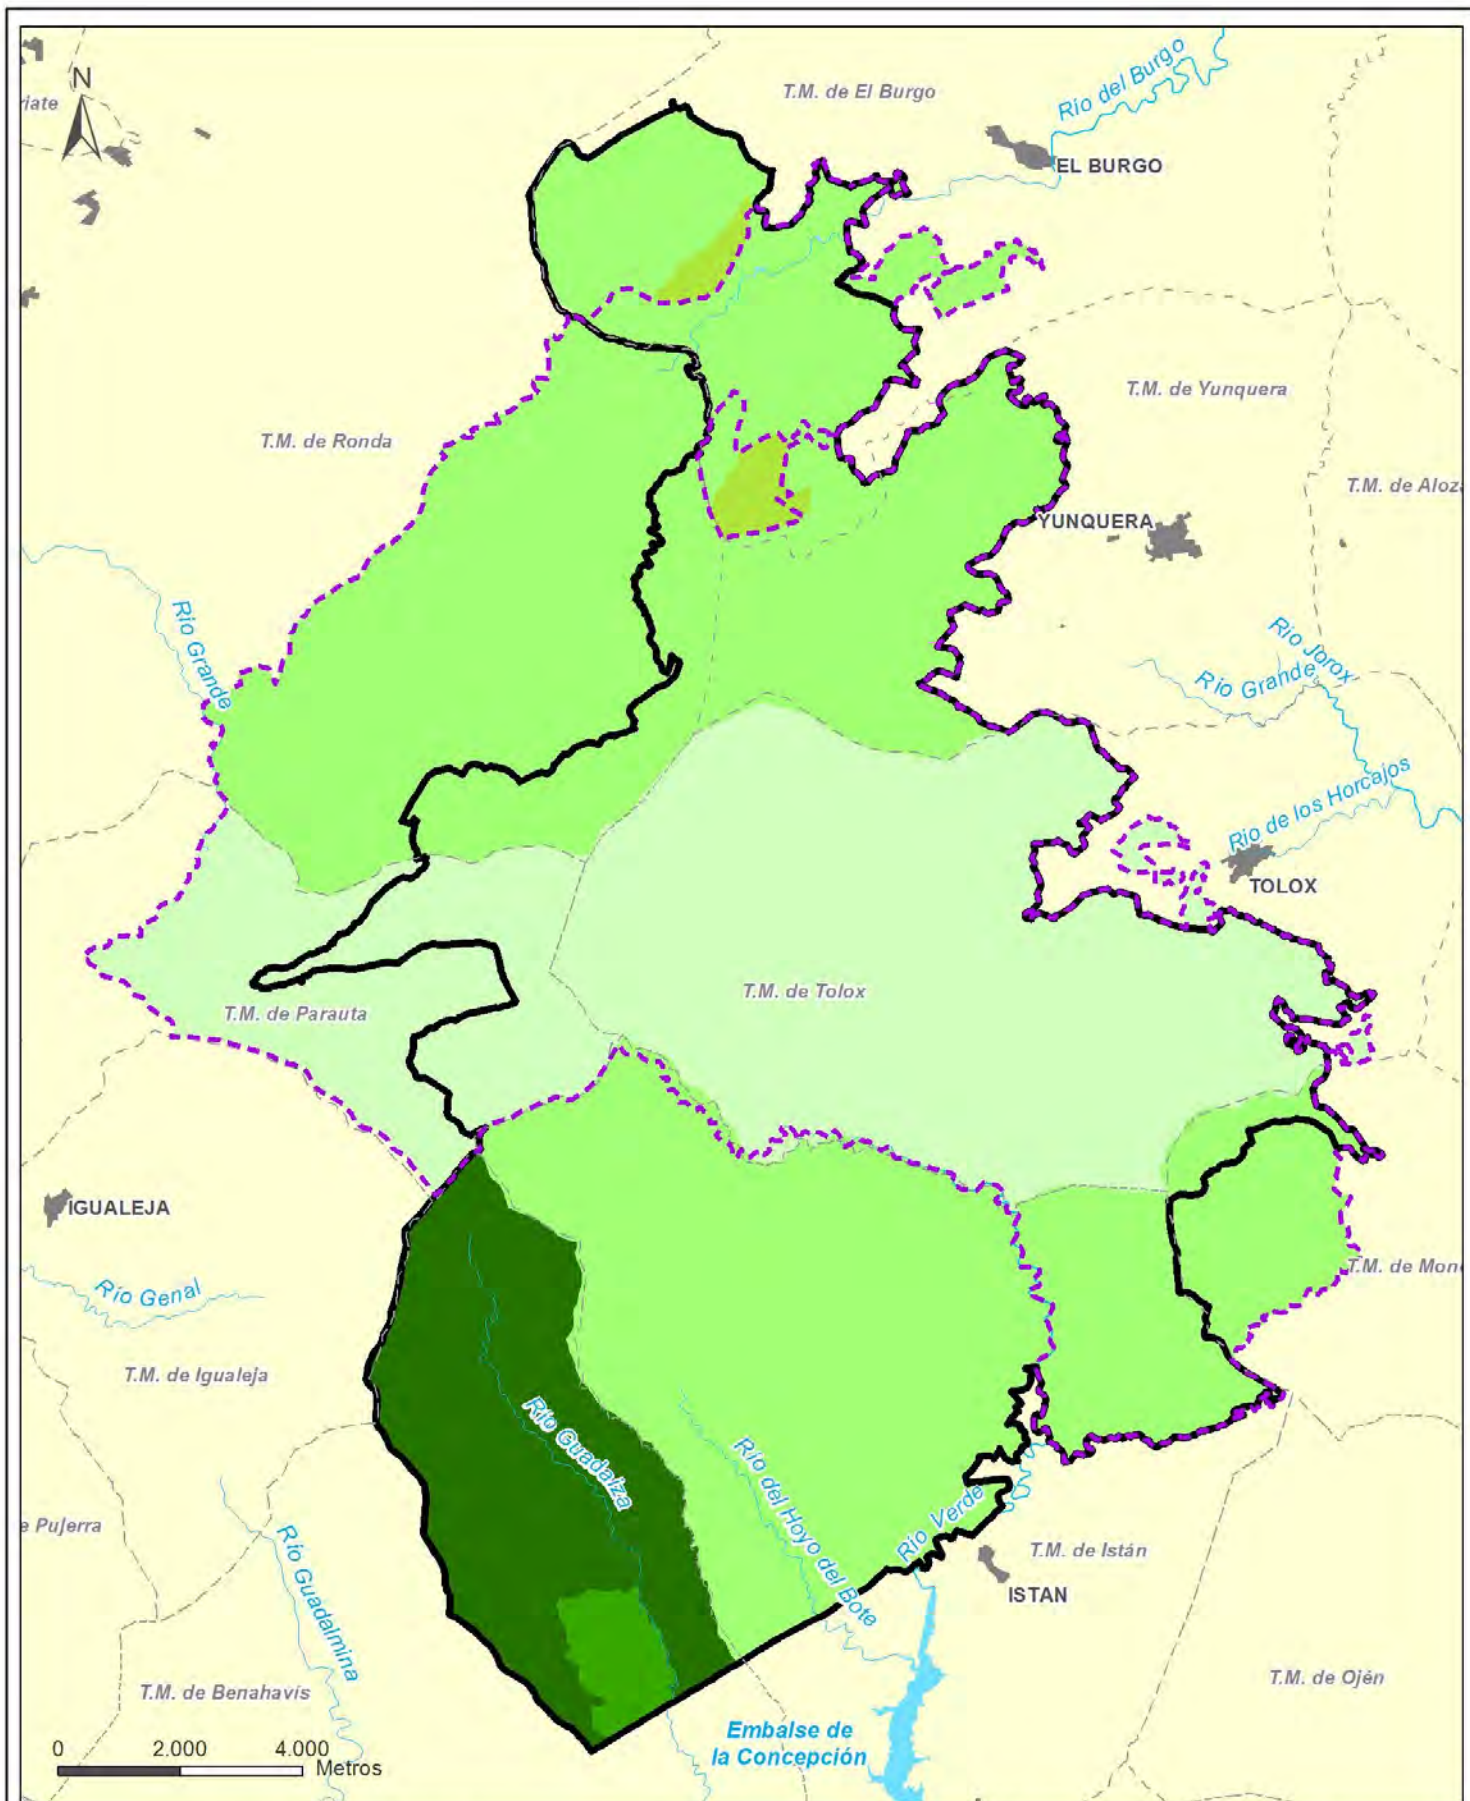 T.M. de El Burgo
Río del Burgo
N
riate
EL BURGO
T.M. de Yunquera
T.M. de Ronda
T.M. de Aloza
YUNQUERA
Río Grande
Río Jorox
Río Grande
Río de los Horcajos
TOLOX
T.M. de Tolox
T.M. de Parauta
IGUALEJA
T.M. de Mon
Río Genal
T.M. de Igualeja
Río Guadaiza
Río del Hoyo del Bote
Río Verde
e Pujerra
Río Guadalmina
T.M. de Istán
ISTAN
T.M. de Benahavís
T.M. de Ojén
Embalse de
la Concepción
0 2.000 4.000
Metros